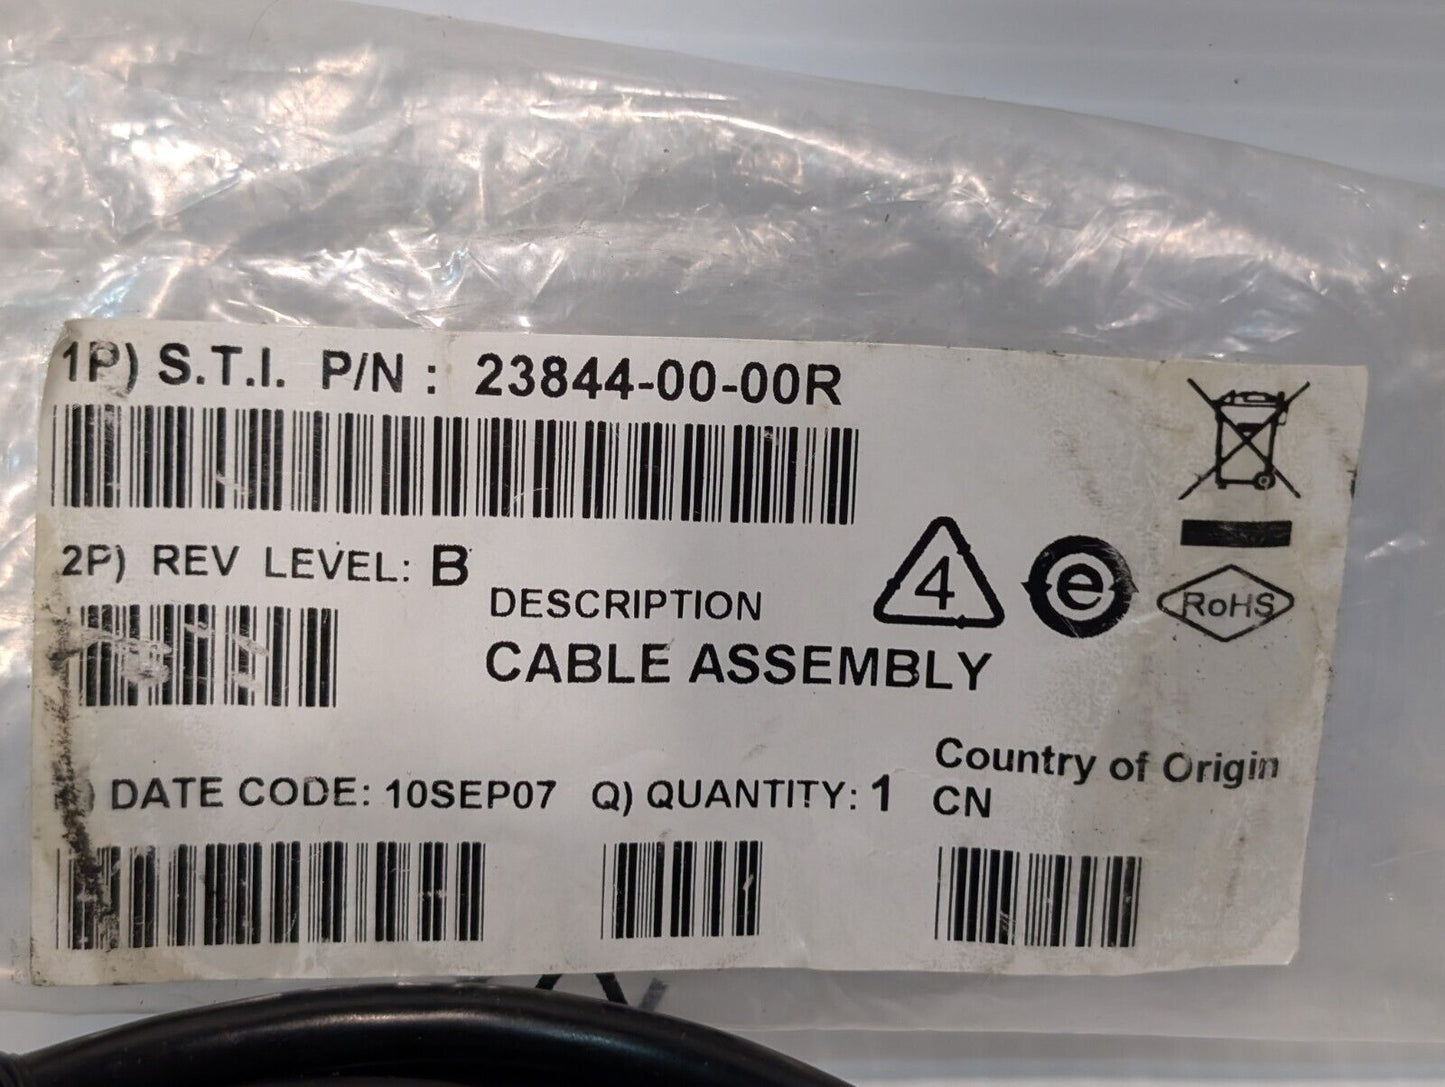 1P) S.T.I. P/N : 23844-00-00R
2P) REV LEVEL: B
DESCRIPTION
CABLE ASSEMBLY
4
e
RoHS
) DATE CODE: 10SEP07 Q) QUANTITY: 1
Country of Origin
CN